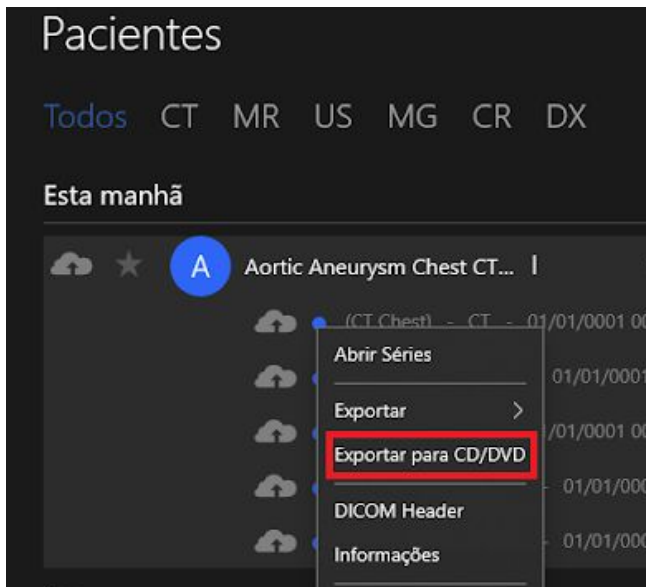 Pacientes
Todos CT MR US MG CR DX
Esta manhã
A Aortic Aneurysm Chest CT... |
(CT Chest) - CT - 01/01/0001 00
Abrir Séries
01/01/0001
Exportar >
/01/0001 00
Exportar para CD/DVD
- 01/01/000
DICOM Header
- 01/01/000
Informações